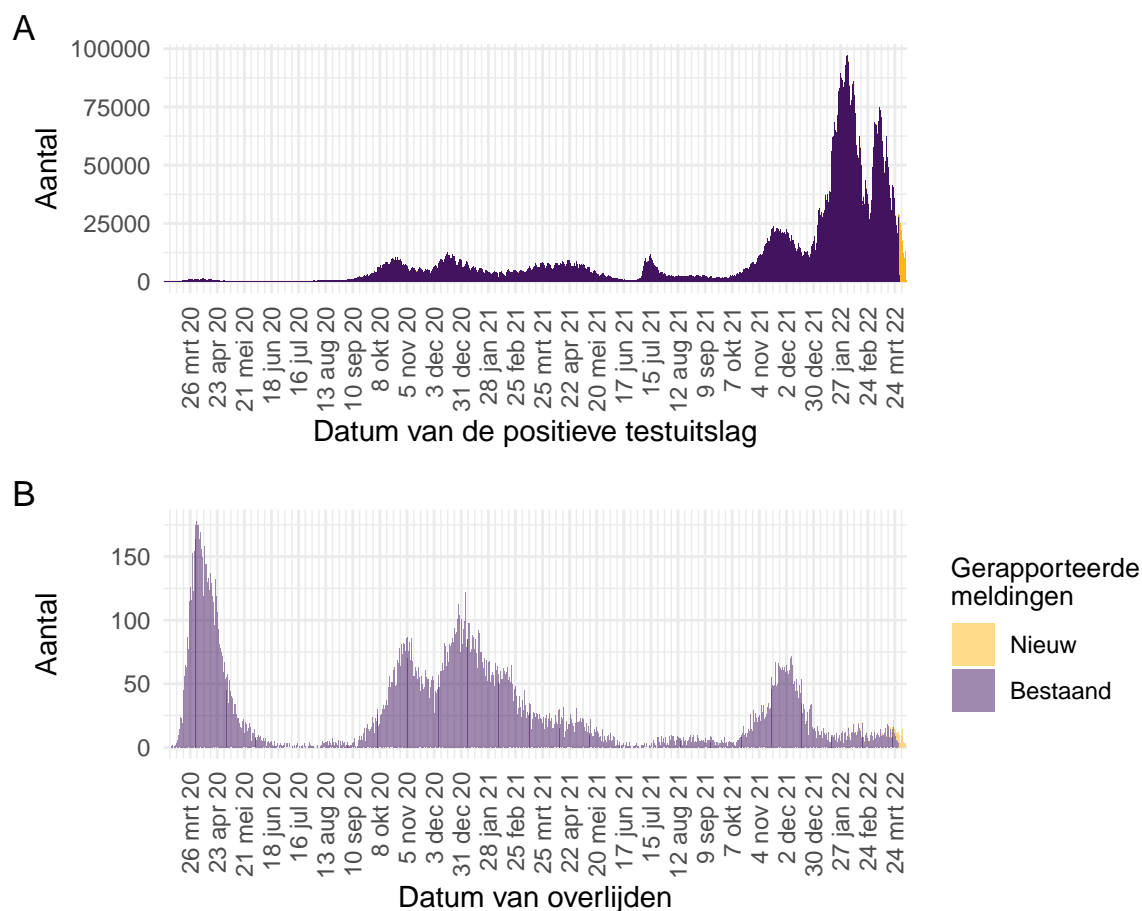 A
100000
75000
50000
25000
0
Aantal
26 mrt 20
23 apr 20
21 mei 20
18 jun 20
16 jul 20
13 aug 20
10 sep 20
8 okt 20
5 nov 20
3 dec 20
31 dec 20
28 jan 21
25 feb 21
25 mrt 21
22 apr 21
20 mei 21
17 jun 21
15 jul 21
12 aug 21
9 sep 21
7 okt 21
4 nov 21
2 dec 21
30 dec 21
27 jan 22
24 feb 22
24 mrt 22
Datum van de positieve testuitslag
B
150
100
50
0
Aantal
26 mrt 20
23 apr 20
21 mei 20
18 jun 20
16 jul 20
13 aug 20
10 sep 20
8 okt 20
5 nov 20
3 dec 20
31 dec 20
28 jan 21
25 feb 21
25 mrt 21
22 apr 21
20 mei 21
17 jun 21
15 jul 21
12 aug 21
9 sep 21
7 okt 21
4 nov 21
2 dec 21
30 dec 21
27 jan 22
24 feb 22
24 mrt 22
Datum van overlijden
Gerapporteerde
meldingen
Nieuw
Bestaand